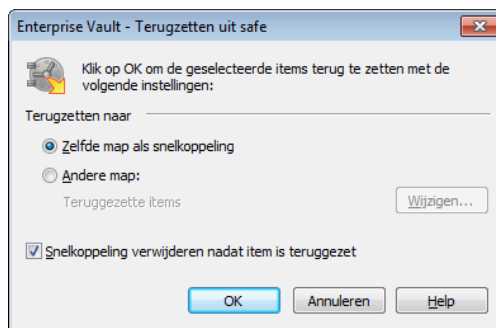 Enterprise Vault - Terugzetten uit safe
Klik op OK om de geselecteerde items terug te zetten met de
volgende instellingen:
Terugzetten naar
Zelfde map als snelkoppeling
Andere map:
Teruggezette items
Wijzigen...
Snelkoppeling verwijderen nadat item is teruggezet
OK
Annuleren
Help